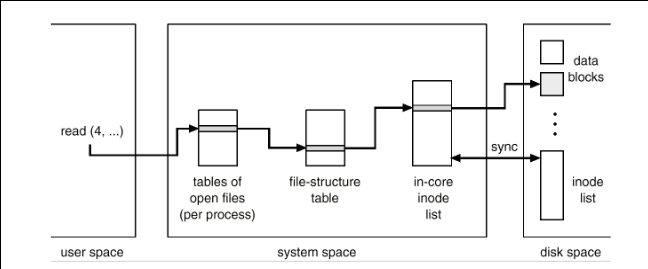 data
blocks
read (4, ...)
sync
tables of
open files
(per process)
file-structure
table
in-core
inode
list
inode
list
user space
system space
disk space